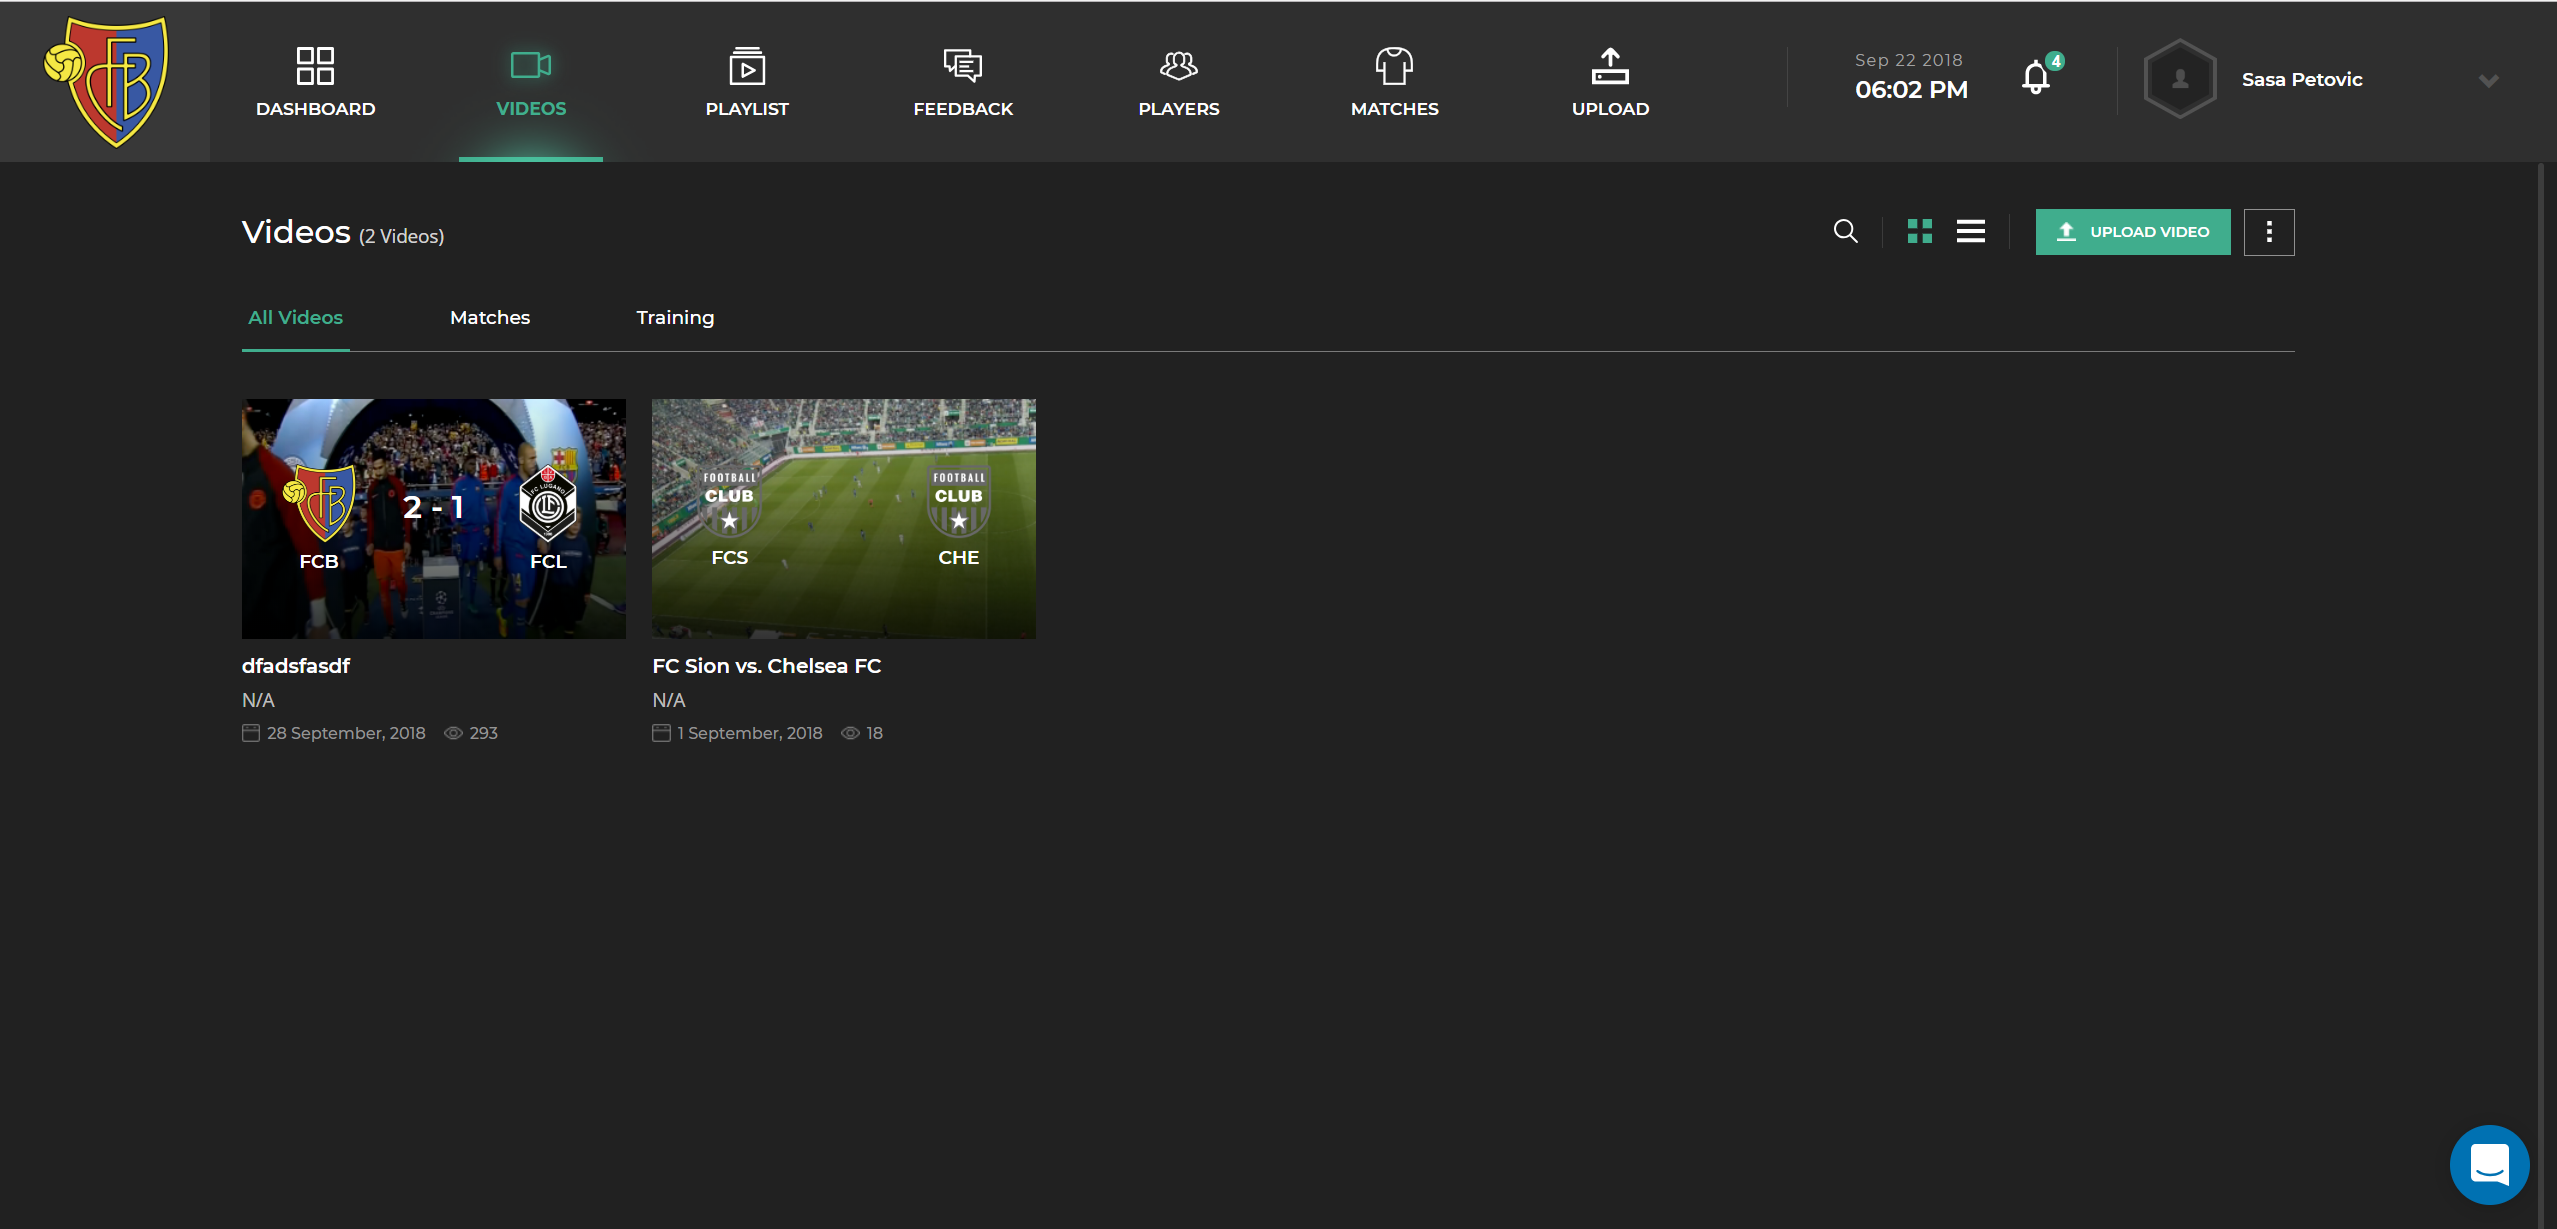 DASHBOARD
VIDEOS
PLAYLIST
FEEDBACK
PLAYERS
MATCHES
UPLOAD
Sep 22 2018
06:02 PM
4
Sasa Petovic
Videos (2 Videos)
UPLOAD VIDEO
All Videos
Matches
Training
FCB
2 - 1
FC LUGANO
FCL
FOOTBALL
CLUB
FCS
FOOTBALL
CLUB
CHE
dfadsfasdf
N/A
28 September, 2018
293
FC Sion vs. Chelsea FC
N/A
1 September, 2018
18